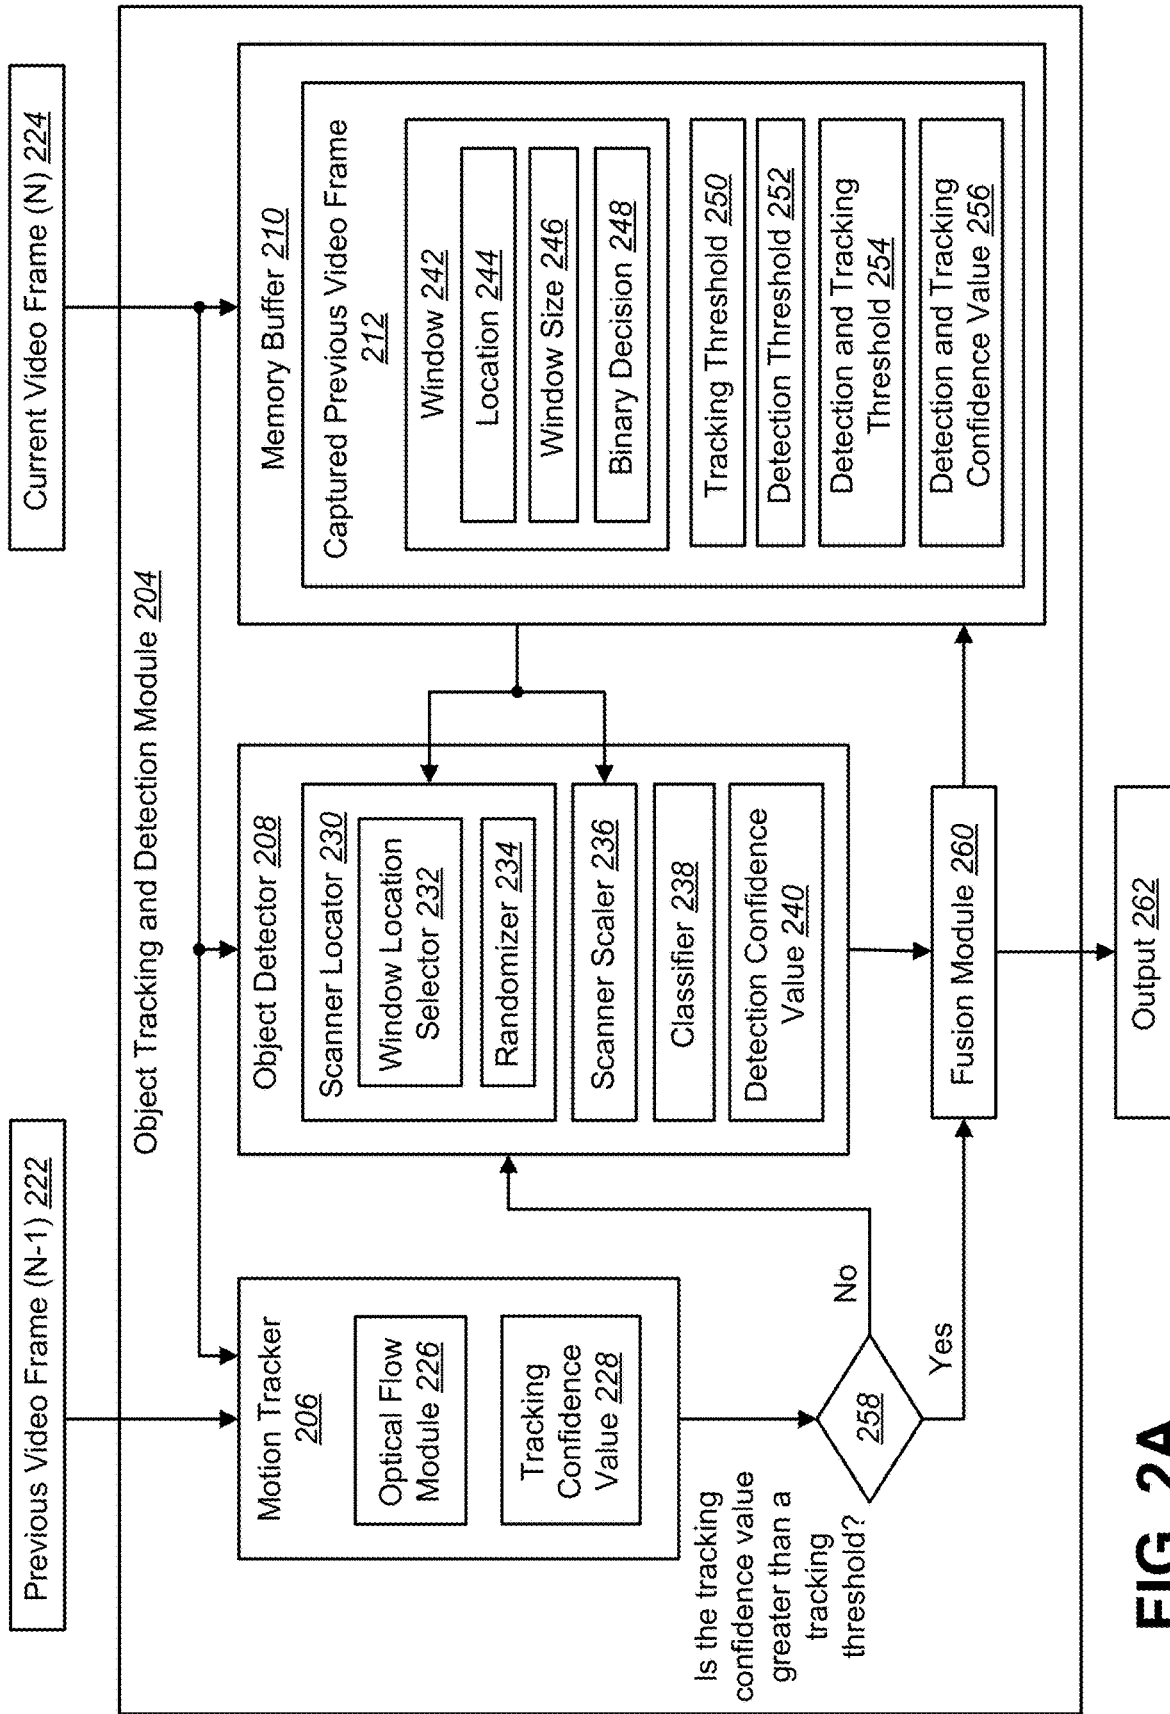 Previous Video Frame (N-1) 222
Current Video Frame (N) 224
Object Tracking and Detection Module 204
Motion Tracker
206
Optical Flow
Module 226
Tracking
Confidence
Value 228
Is the tracking
confidence value
greater than a
tracking
threshold?
258
No
Yes
Object Detector 208
Scanner Locator 230
Window Location
Selector 232
Randomizer 234
Scanner Scaler 236
Classifier 238
Detection Confidence
Value 240
Memory Buffer 210
Captured Previous Video Frame
212
Window 242
Location 244
Window Size 246
Binary Decision 248
Tracking Threshold 250
Detection Threshold 252
Detection and Tracking
Threshold 254
Detection and Tracking
Confidence Value 256
Fusion Module 260
Output 262
FIG. 2A